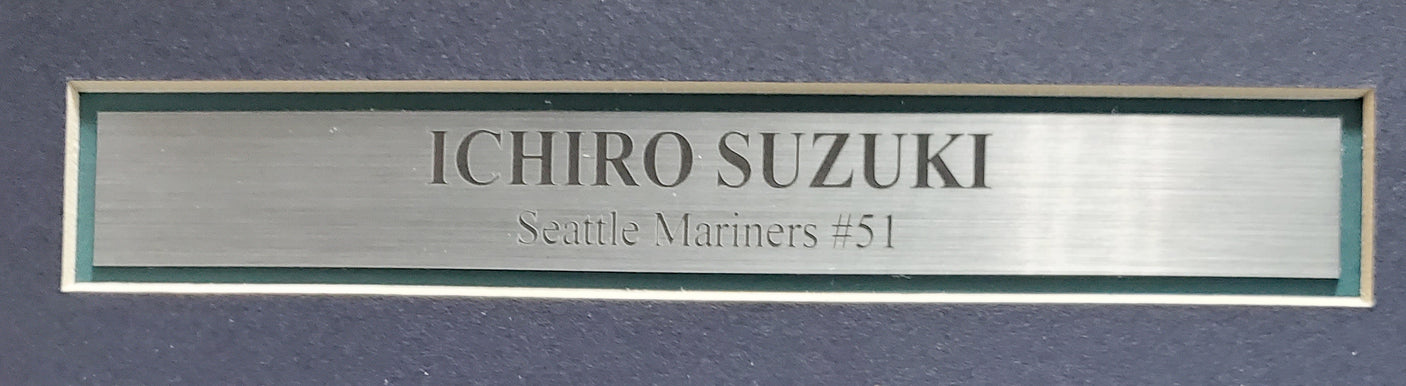 ICHIRO SUZUKI
Seattle Mariners #51